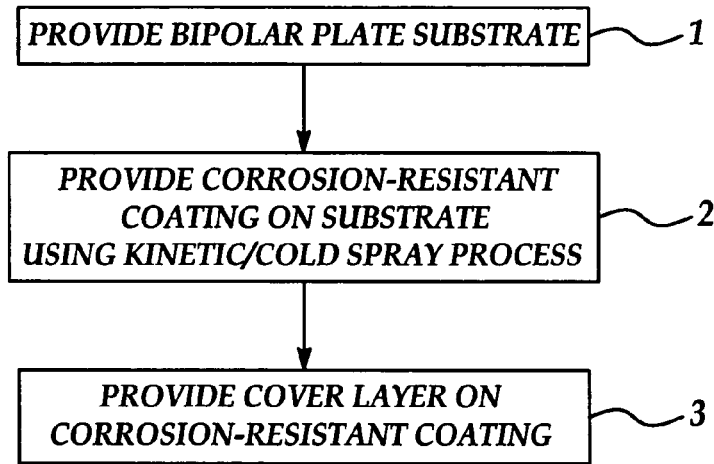 PROVIDE BIPOLAR PLATE SUBSTRATE
1
PROVIDE CORROSION-RESISTANT
COATING ON SUBSTRATE
USING KINETIC/COLD SPRAY PROCESS
2
PROVIDE COVER LAYER ON
CORROSION-RESISTANT COATING
3